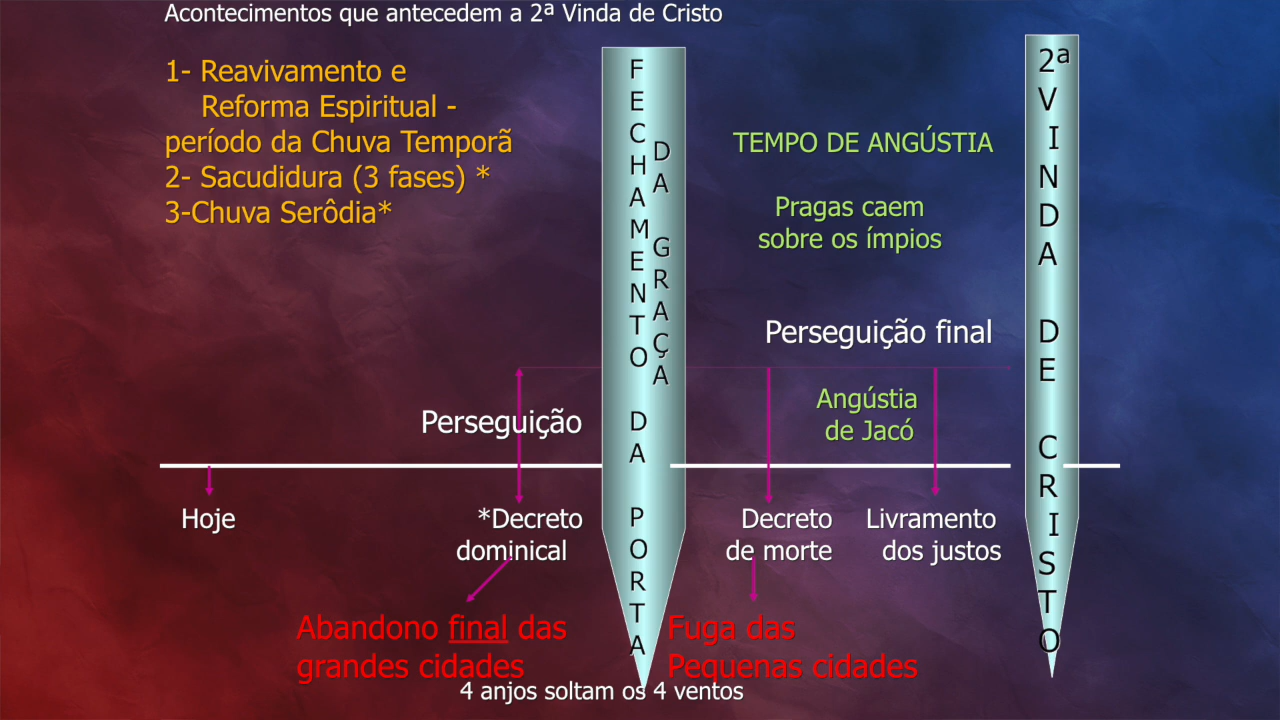 Acontecimentos que antecedem a 2ª Vinda de Cristo
1- Reavivamento e
Reforma Espiritual -
período da Chuva Temporã
2- Sacudidura (3 fases) *
3-Chuva Serôdia*
FECHAMENTO DA PORTA
DA GRAÇA
TEMPO DE ANGÚSTIA
Pragas caem
sobre os ímpios
Perseguição final
Angústia
de Jacó
2ª VINDA DE CRISTO
Perseguição
Hoje
*Decreto
dominical
Decreto
de morte
Livramento
dos justos
Abandono final das
grandes cidades
Fuga das
Pequenas cidades
4 anjos soltam os 4 ventos